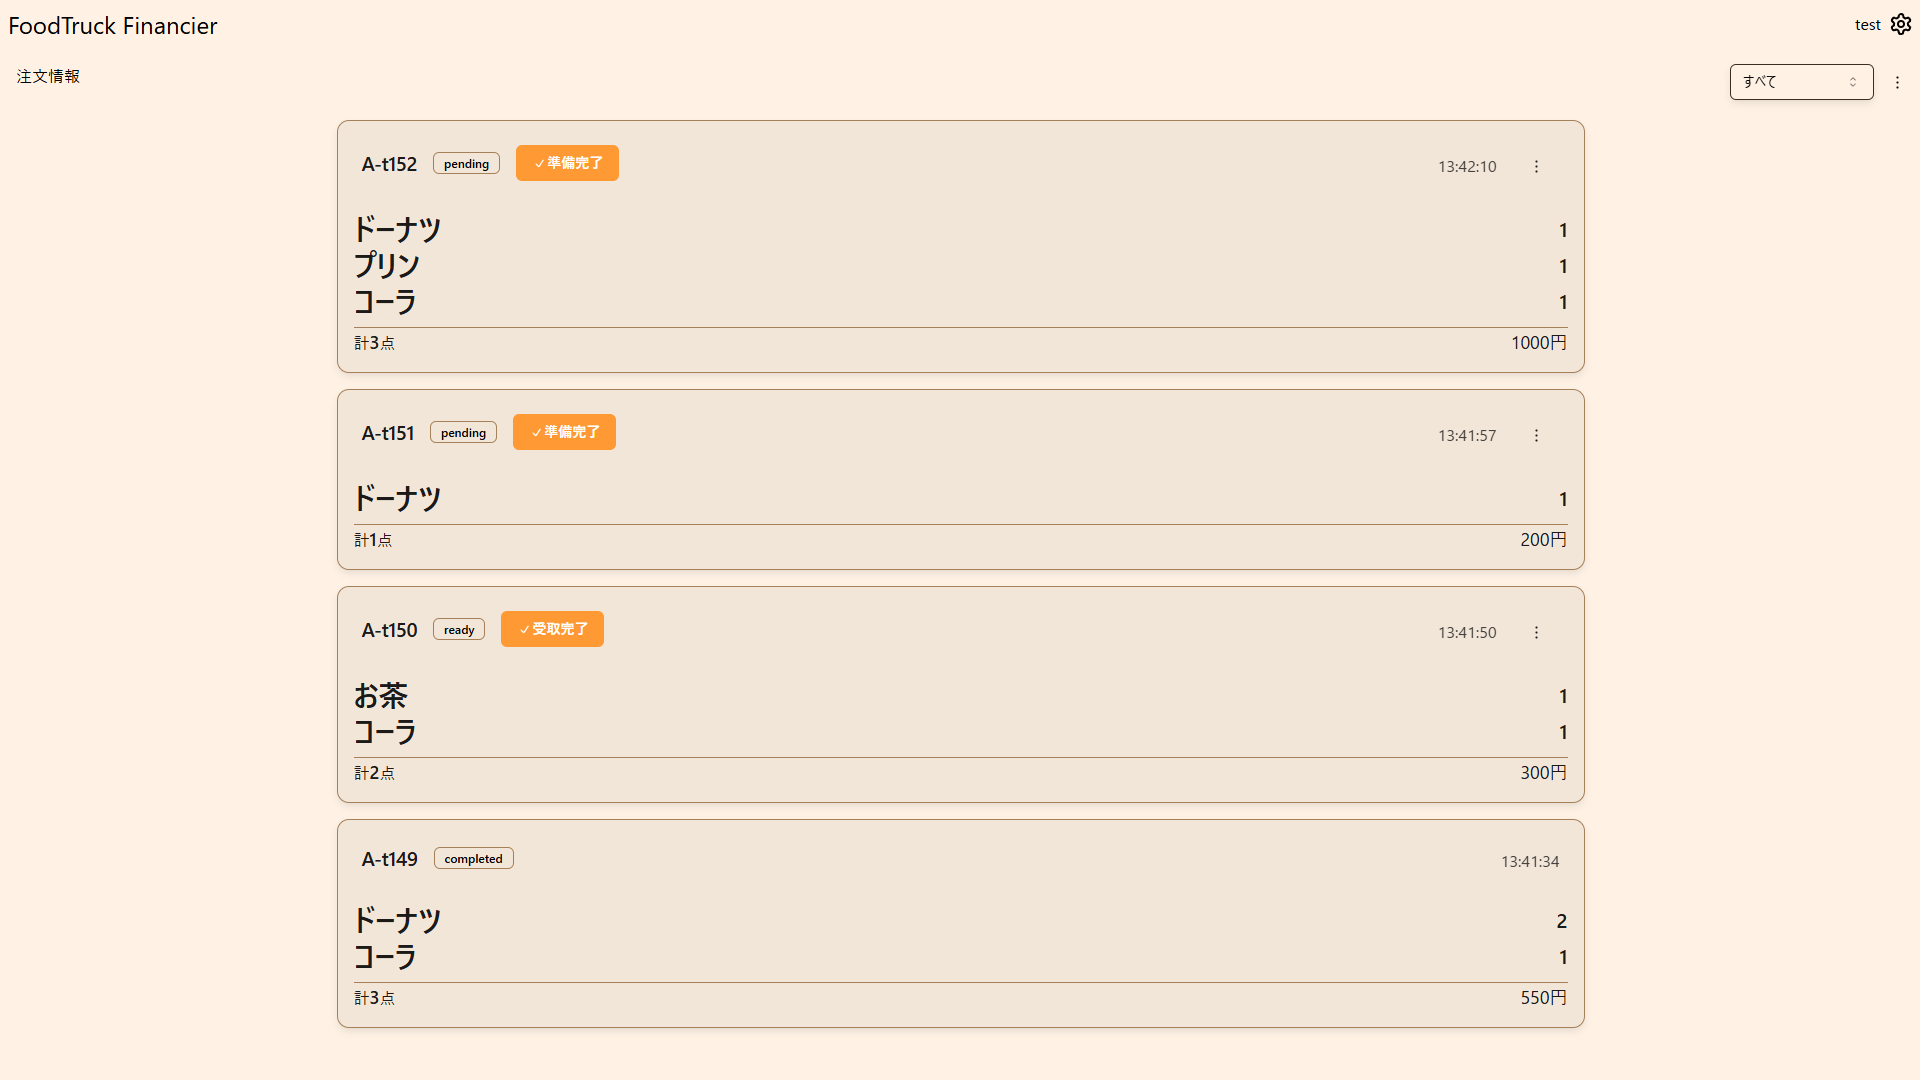 FoodTruck Financier
test
注文情報
すべて
A-t152 pending ✓準備完了 13:42:10
ドーナツ 1
プリン 1
コーラ 1
計3点 1000円
A-t151 pending ✓準備完了 13:41:57
ドーナツ 1
計1点 200円
A-t150 ready ✓受取完了 13:41:50
お茶 1
コーラ 1
計2点 300円
A-t149 completed 13:41:34
ドーナツ 2
コーラ 1
計3点 550円